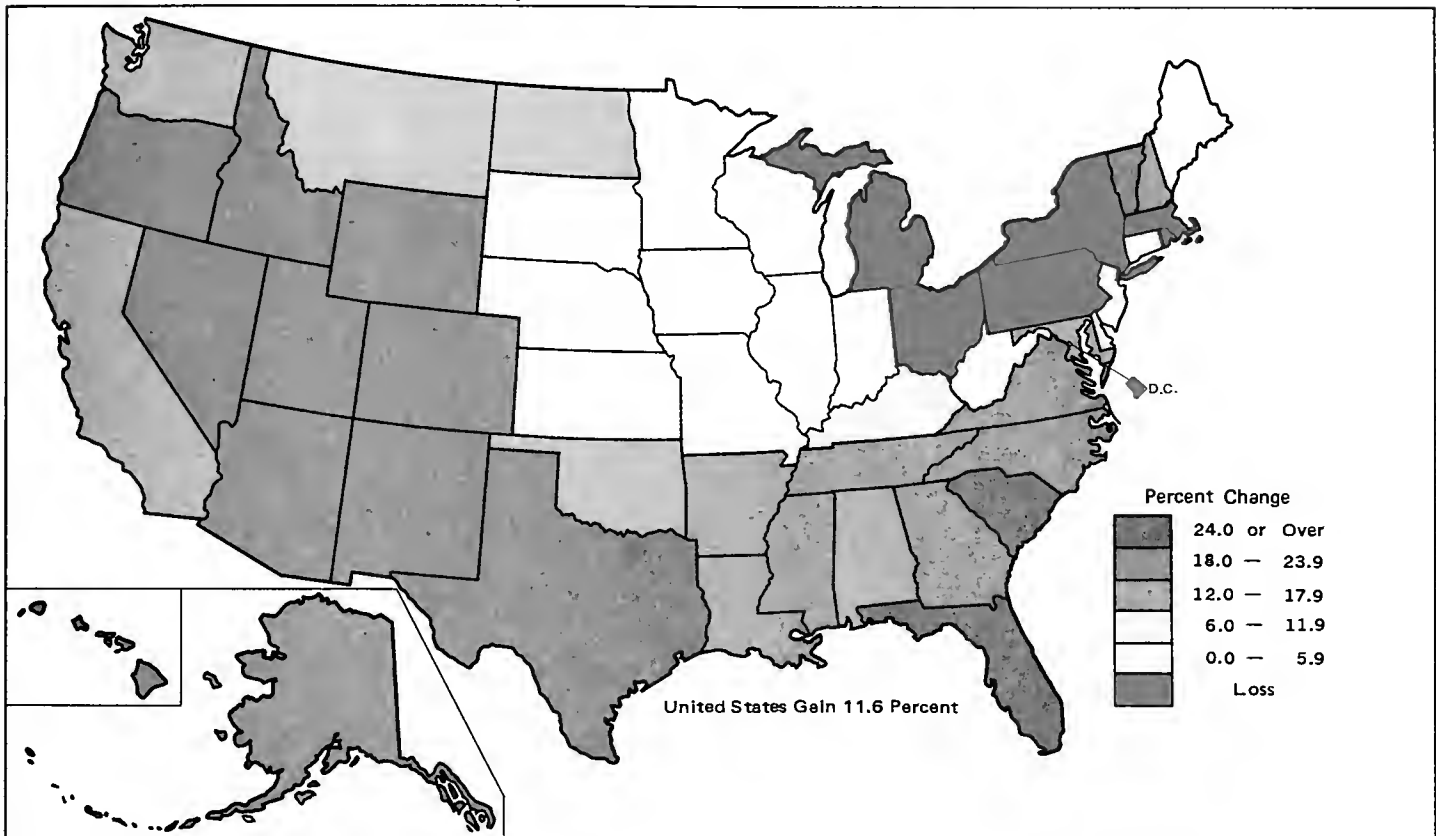 D.C.
Percent Change
24.0 or Over
18.0 — 23.9
12.0 — 17.9
6.0 — 11.9
0.0 — 5.9
Loss
United States Gain 11.6 Percent